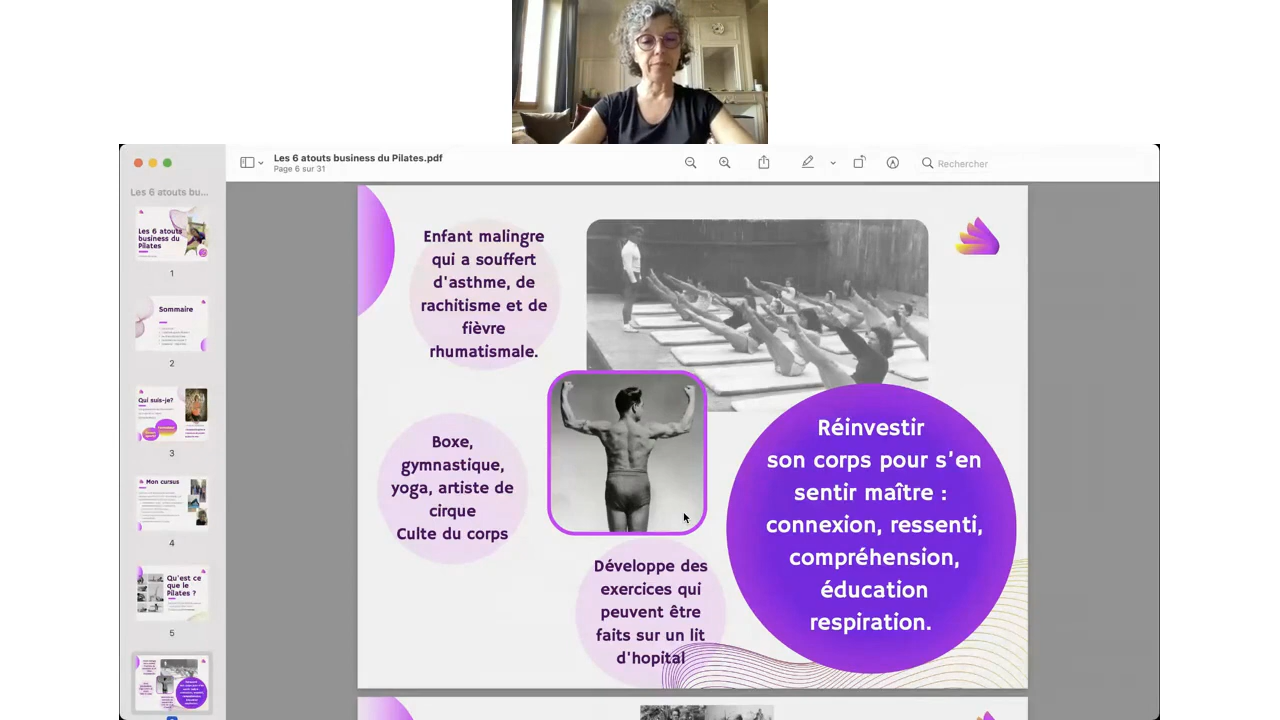 Les 6 atouts business du Pilates.pdf
Page 6 sur 31
Rechercher
Les 6 atouts bu...
Les 6 atouts
business du
Pilates
1
Sommaire
2
Qui suis-je?
3
Mon cursus
4
Qu'est ce
que le
Pilates ?
5
Enfant malingre
qui a souffert
d'asthme, de
rachitisme et de
fièvre
rhumatismale.
Boxe,
gymnastique,
yoga, artiste de
cirque
Culte du corps
Développe des
exercices qui
peuvent être
faits sur un lit
d'hopital
Réinvestir
son corps pour s'en
sentir maître :
connexion, ressenti,
compréhension,
éducation
respiration.